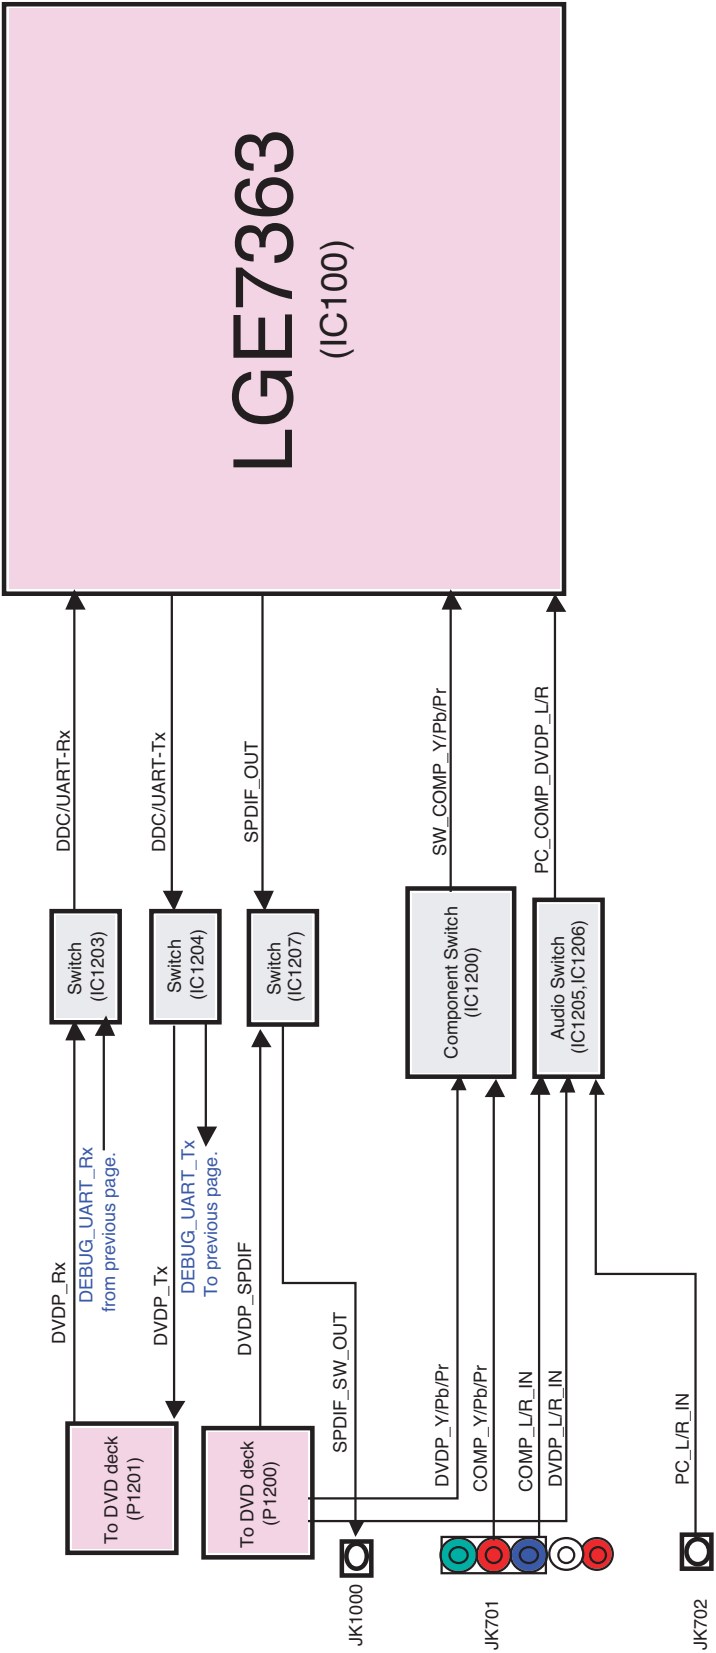 LGE7363
(IC100)
DDC/UART-Rx
DDC/UART-Tx
SPDIF_OUT
SW_COMP_Y/Pb/Pr
PC_COMP_DVDP_L/R
Switch
(IC1203)
Switch
(IC1204)
Switch
(IC1207)
Component Switch
(IC1200)
Audio Switch
(IC1205,IC1206)
DVDP_Rx
DEBUG_UART_Rx
from previous page.
DVDP_Tx
DEBUG_UART_Tx
To previous page.
DVDP_SPDIF
SPDIF_SW_OUT
DVDP_Y/Pb/Pr
COMP_Y/Pb/Pr
COMP_L/R_IN
DVDP_L/R_IN
PC_L/R_IN
To DVD deck
(P1201)
To DVD deck
(P1200)
JK1000
JK701
JK702